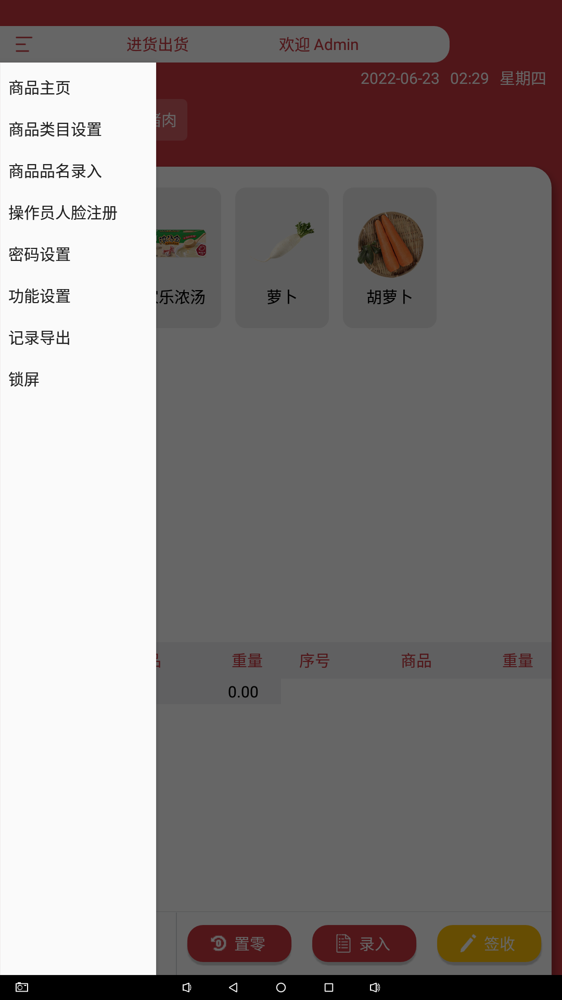 进货出货
欢迎 Admin
2022-06-23 02:29 星期四
商品主页
商品类目设置
商品品名录入
操作员人脸注册
密码设置
功能设置
记录导出
锁屏
肉
浓汤宝
乐浓汤
萝卜
胡萝卜
品 重量 序号 商品 重量
0.00
置零
录入
签收